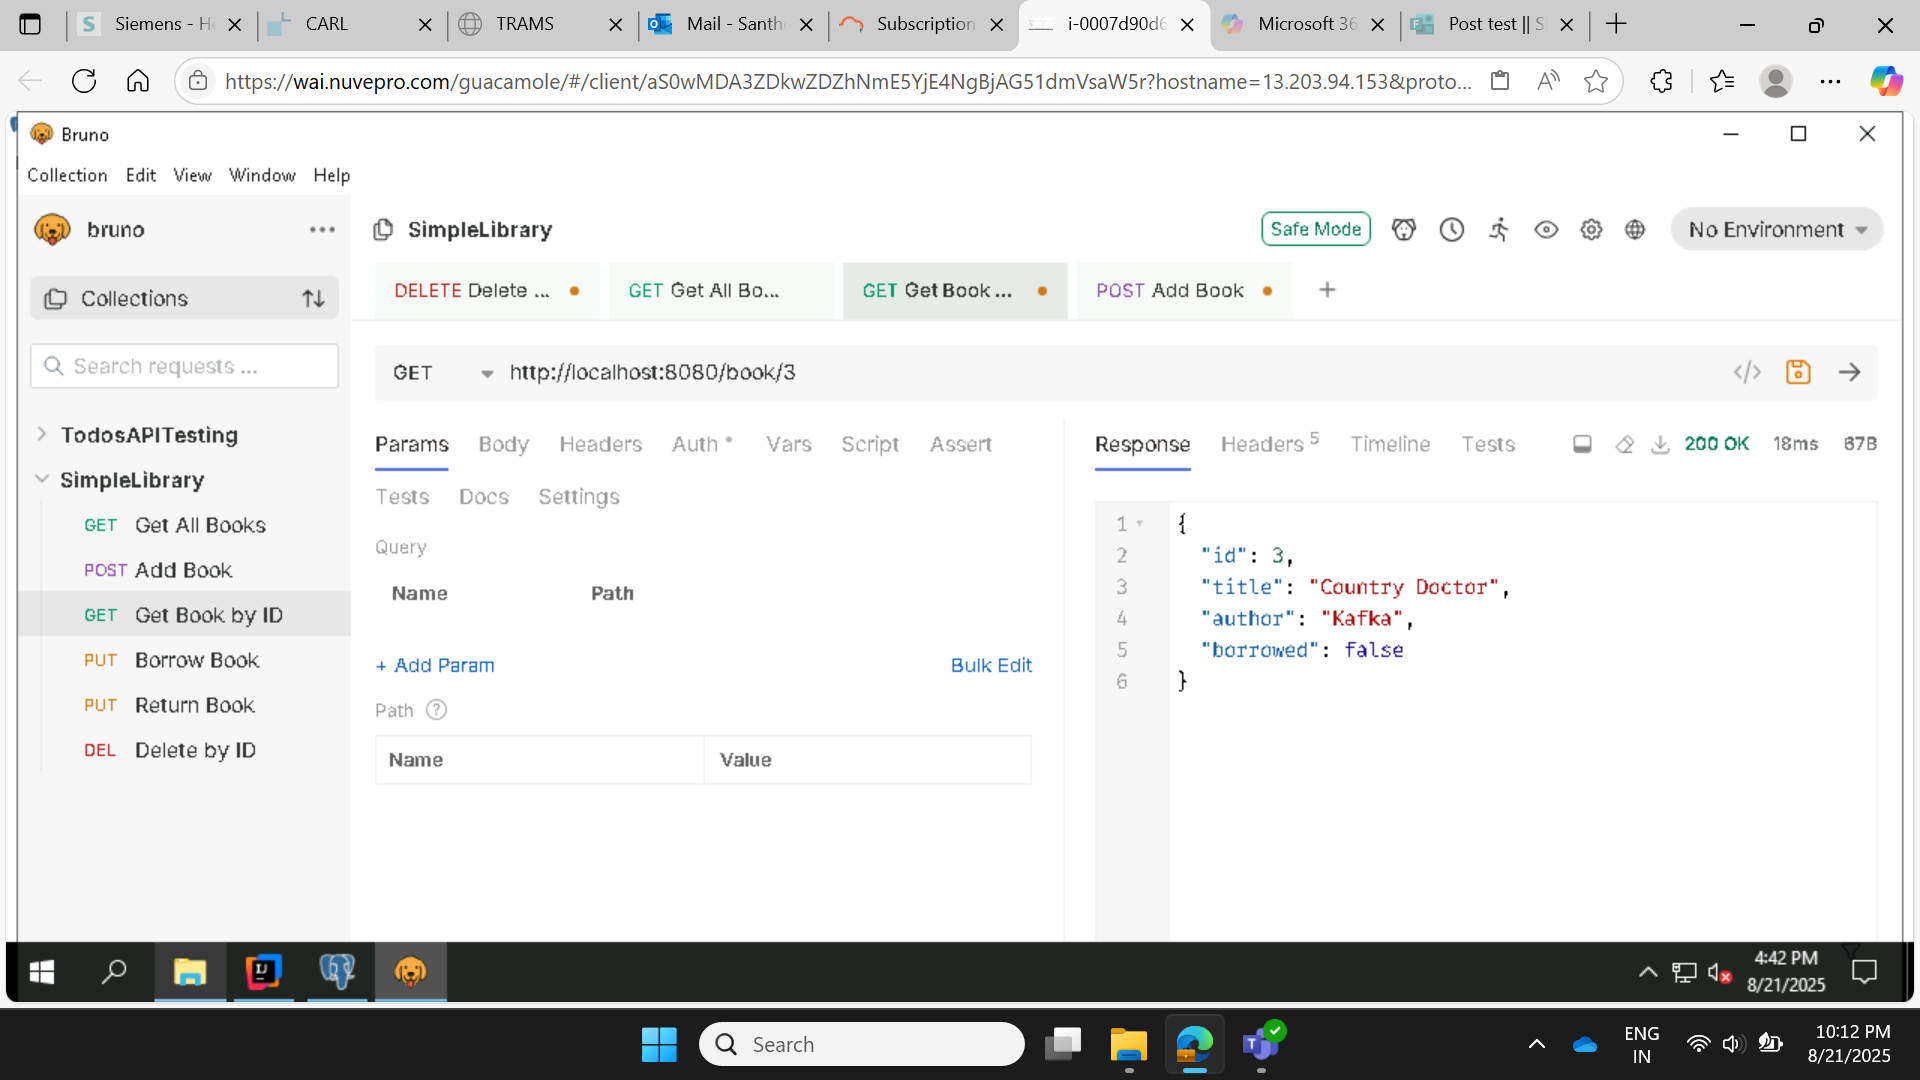 Siemens - H
CARL
TRAMS
Mail - Santh
Subscription
i-0007d90d6
Microsoft 36
Post test || S
https://wai.nuvepro.com/guacamole/#/client/aS0wMDA3ZDkwZDZhNmE5YjE4NgBjAG51dmVsaW5r?hostname=13.203.94.153&proto...
Bruno
Collection Edit View Window Help
bruno
SimpleLibrary
Safe Mode
No Environment
Collections
DELETE Delete ...
GET Get All Bo...
GET Get Book ...
POST Add Book
Search requests ...
GET
http://localhost:8080/book/3
TodosAPITesting
SimpleLibrary
GET Get All Books
POST Add Book
GET Get Book by ID
PUT Borrow Book
PUT Return Book
DEL Delete by ID
Params Body Headers Auth Vars Script Assert
Tests Docs Settings
Query
Name Path
+ Add Param Bulk Edit
Path ?
Name Value
Response Headers 5 Timeline Tests 200 OK 18ms 67B
1 {
2 "id": 3,
3 "title": "Country Doctor",
4 "author": "Kafka",
5 "borrowed": false
6 }
4:42 PM
8/21/2025
Search
ENG
IN
10:12 PM
8/21/2025